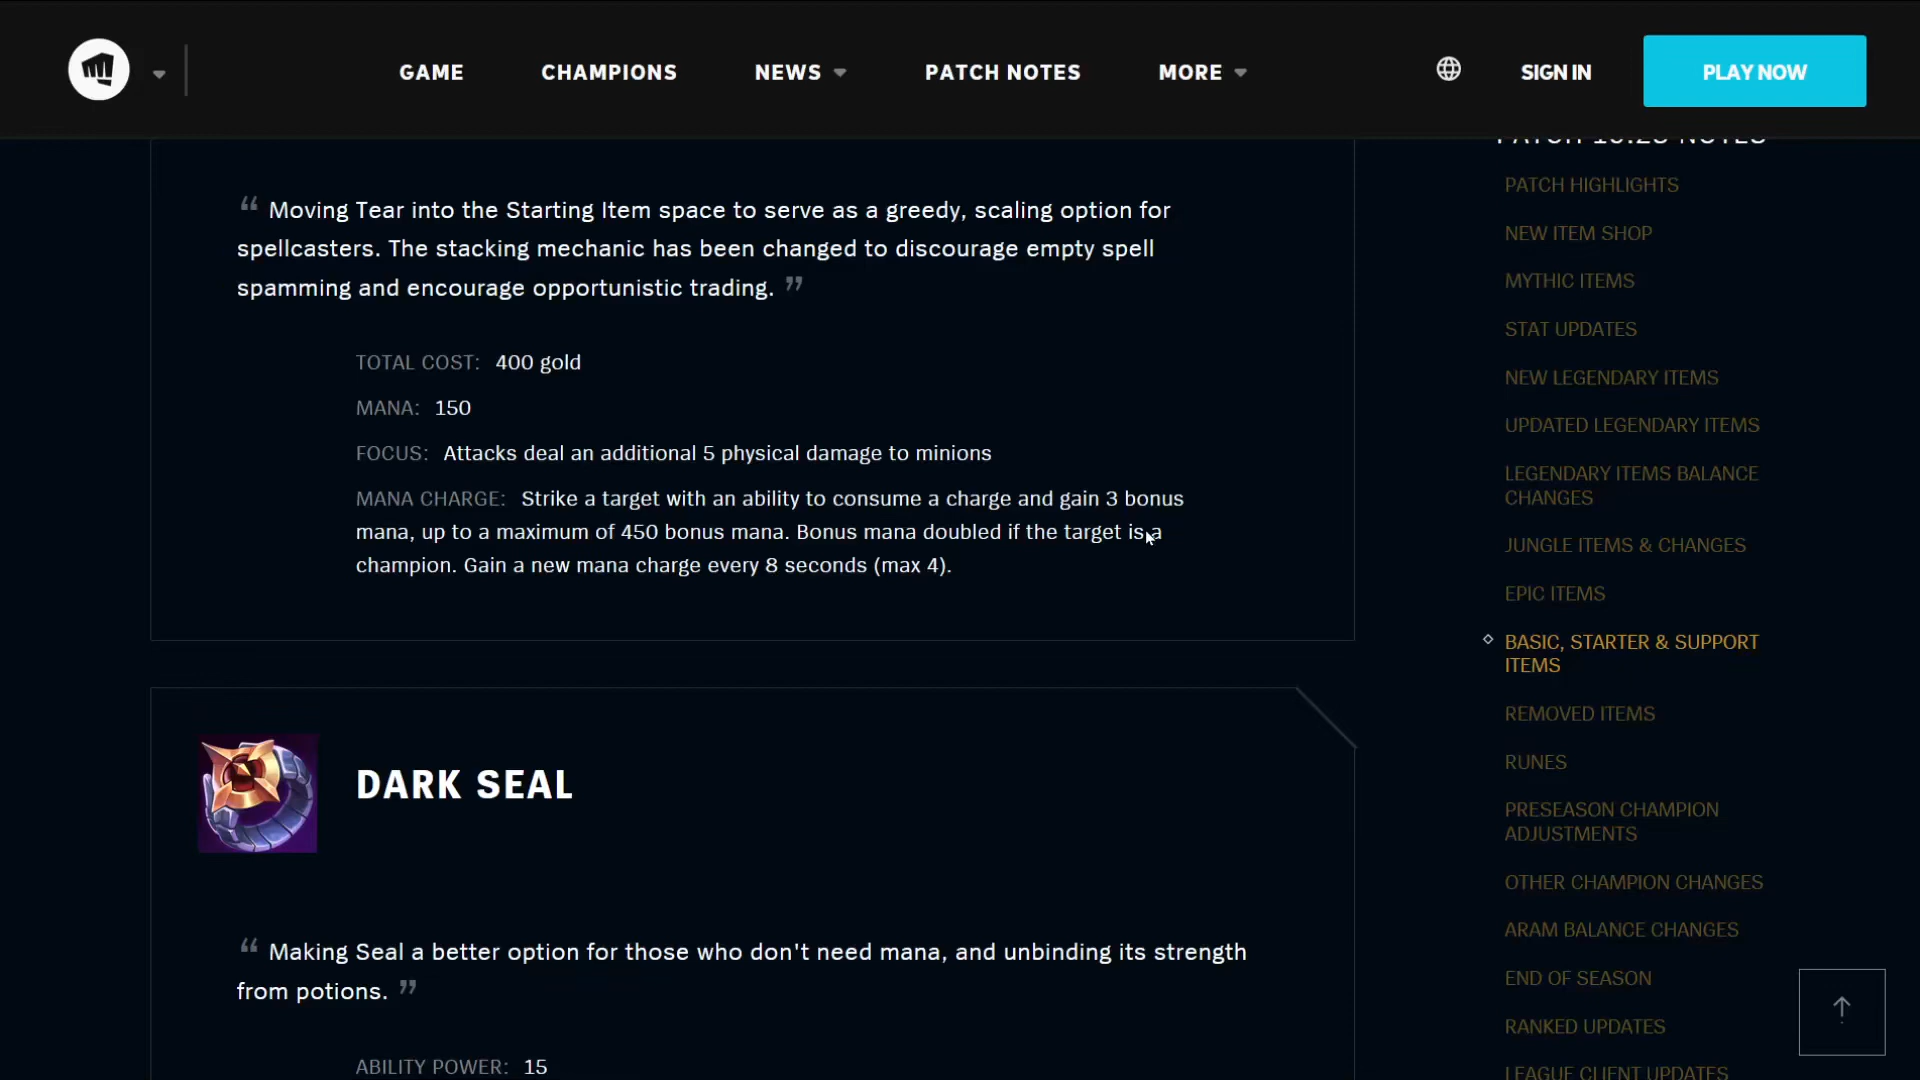 GAME
CHAMPIONS
NEWS
PATCH NOTES
MORE
SIGN IN
PLAY NOW
“ Moving Tear into the Starting Item space to serve as a greedy, scaling option for
spellcasters. The stacking mechanic has been changed to discourage empty spell
spamming and encourage opportunistic trading. ”
TOTAL COST: 400 gold
MANA: 150
FOCUS: Attacks deal an additional 5 physical damage to minions
MANA CHARGE: Strike a target with an ability to consume a charge and gain 3 bonus
mana, up to a maximum of 450 bonus mana. Bonus mana doubled if the target is a
champion. Gain a new mana charge every 8 seconds (max 4).
DARK SEAL
“ Making Seal a better option for those who don't need mana, and unbinding its strength
from potions. ”
ABILITY POWER: 15
PATCH 10.23 NOTES
PATCH HIGHLIGHTS
NEW ITEM SHOP
MYTHIC ITEMS
STAT UPDATES
NEW LEGENDARY ITEMS
UPDATED LEGENDARY ITEMS
LEGENDARY ITEMS BALANCE
CHANGES
JUNGLE ITEMS & CHANGES
EPIC ITEMS
BASIC, STARTER & SUPPORT
ITEMS
REMOVED ITEMS
RUNES
PRESEASON CHAMPION
ADJUSTMENTS
OTHER CHAMPION CHANGES
ARAM BALANCE CHANGES
END OF SEASON
RANKED UPDATES
LEAGUE CLIENT UPDATES